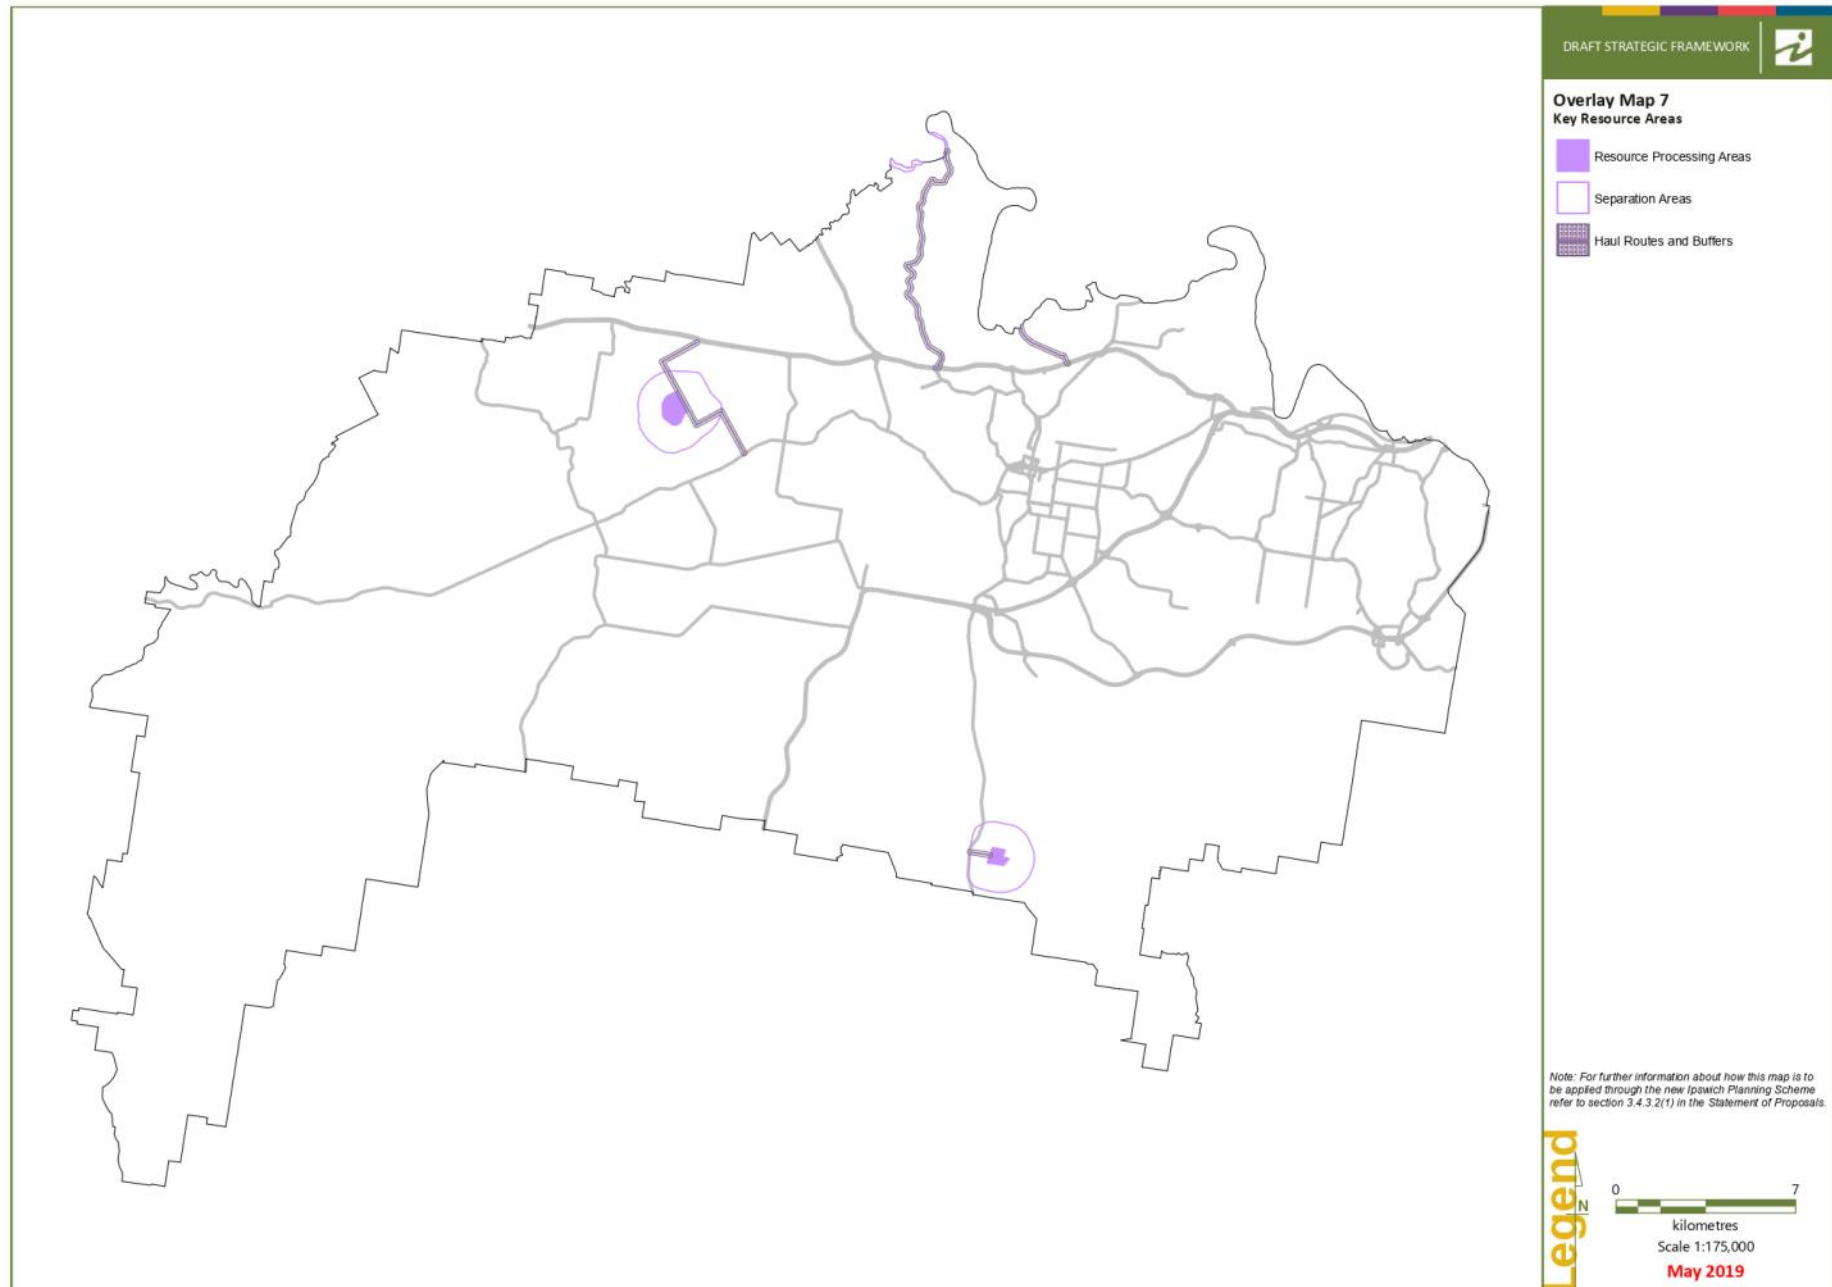 DRAFT STRATEGIC FRAMEWORK
Overlay Map 7
Key Resource Areas
Resource Processing Areas
Separation Areas
Haul Routes and Buffers
Note: For further information about how this map is to
be applied through the new Ipswich Planning Scheme
refer to section 3.4.3.2(1) in the Statement of Proposals.
Legend
N
0 7
kilometres
Scale 1:175,000
May 2019